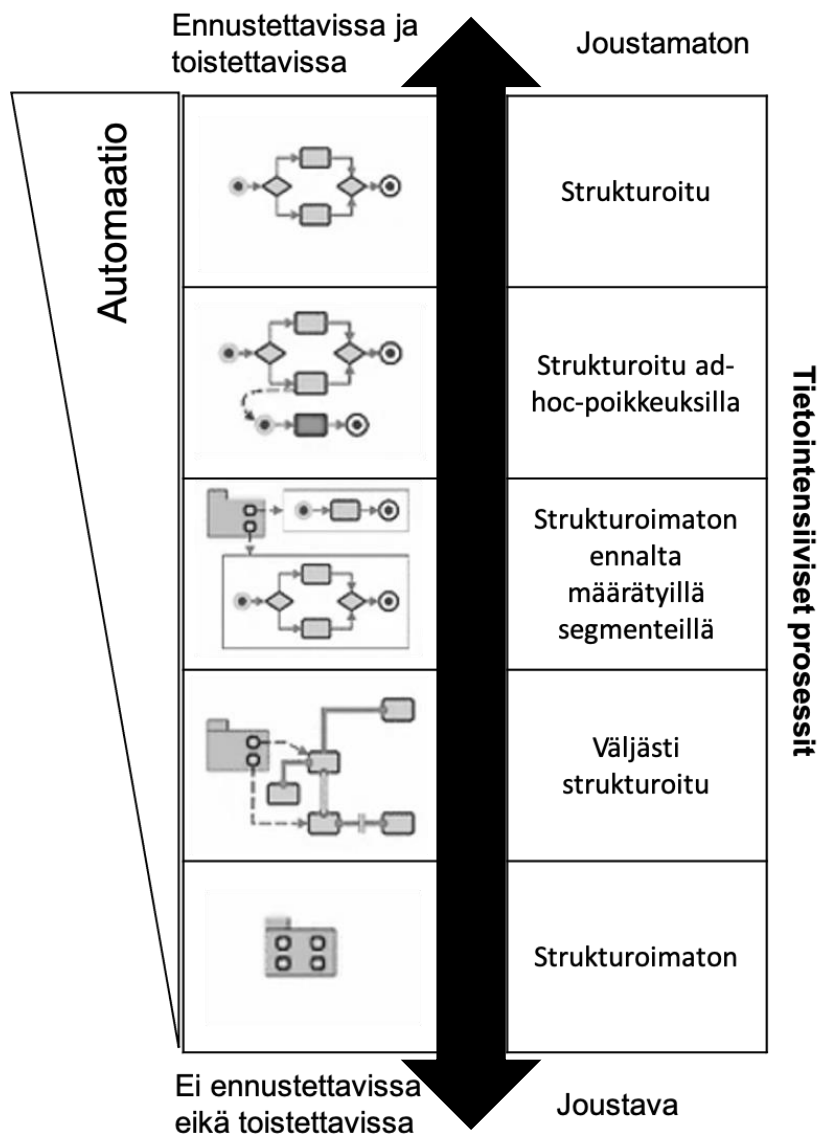 Ennustettavissa ja
toistettavissa
Joustamaton
Automaatio
Strukturoitu
Strukturoitu ad-
hoc-poikkeuksilla
Strukturoimaton
ennalta
määrätyillä
segmenteillä
Väljästi
strukturoitu
Strukturoimaton
Tietointensiiviset prosessit
Ei ennustettavissa
eikä toistettavissa
Joustava